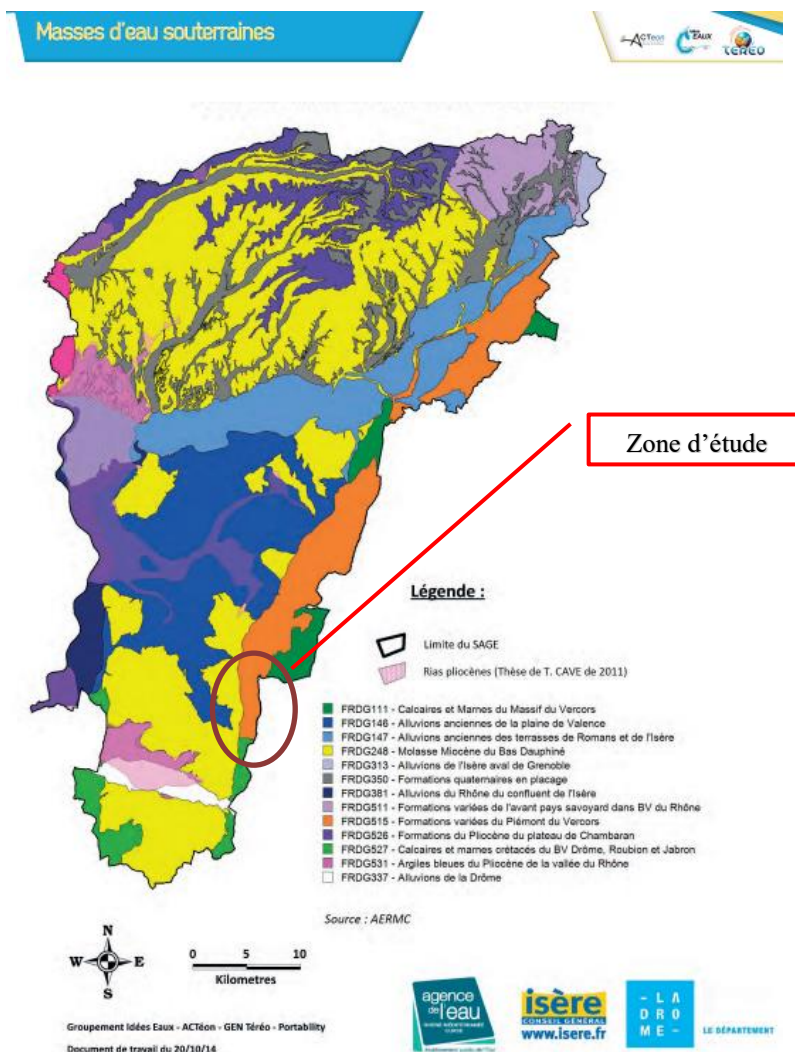 Masses d'eau souterraines
ACTeon
EAUX
TEREO
Zone d'étude
Légende :
Limite du SAGE
Rias pliocènes (Thèse de T. CAVE de 2011)
FRDG111 - Calcaires et Marnes du Massif du Vercors
FRDG146 - Alluvions anciennes de la plaine de Valence
FRDG147 - Alluvions anciennes des terrasses de Romans et de l'Isère
FRDG248 - Molasse Miocène du Bas Dauphiné
FRDG313 - Alluvions de l'Isère aval de Grenoble
FRDG350 - Formations quaternaires en placage
FRDG381 - Alluvions du Rhône du confluent de l'Isère
FRDG511 - Formations variées de l'avant pays savoyard dans BV du Rhône
FRDG515 - Formations variées du Piémont du Vercors
FRDG526 - Formations du Pliocène du plateau de Chambaran
FRDG527 - Calcaires et marnes crétacés du BV Drôme, Roubion et Jabron
FRDG531 - Argiles bleues du Pliocène de la vallée du Rhône
FRDG337 - Alluvions de la Drôme
Source : AERMC
N
W E
S
0 5 10
Kilometres
agence de l'eau
isère
CONSEIL GÉNÉRAL
www.isere.fr
- L A
D R O
M E -
LE DÉPARTEMENT
Groupement Idées Eaux - ACTéon - GEN Téréo - Portability
Document de travail du 20/10/14